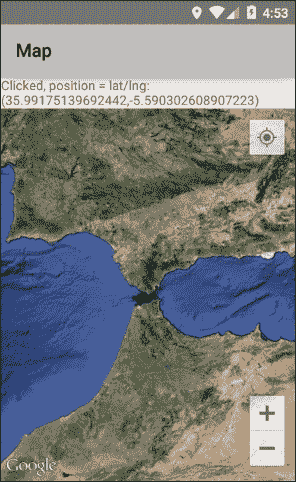 4:53
Map
Clicked, position = lat/lng:
(35.99175139692442,-5.590302608907223)
+
−
Google